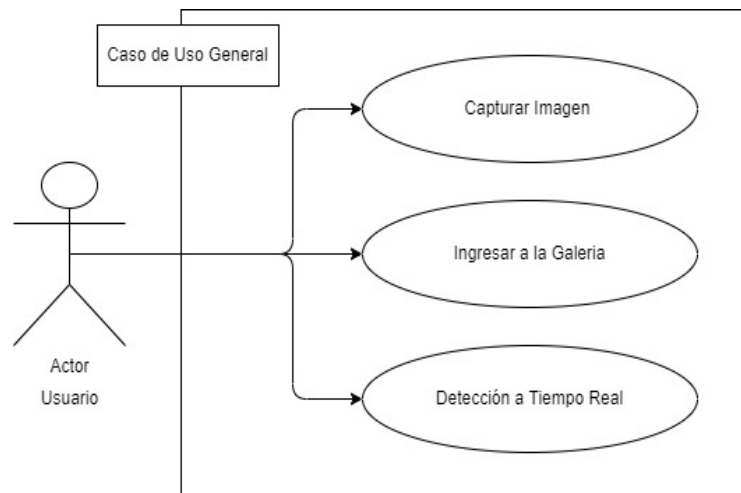 Caso de Uso General
Capturar Imagen
Ingresar a la Galeria
Actor
Usuario
Detección a Tiempo Real